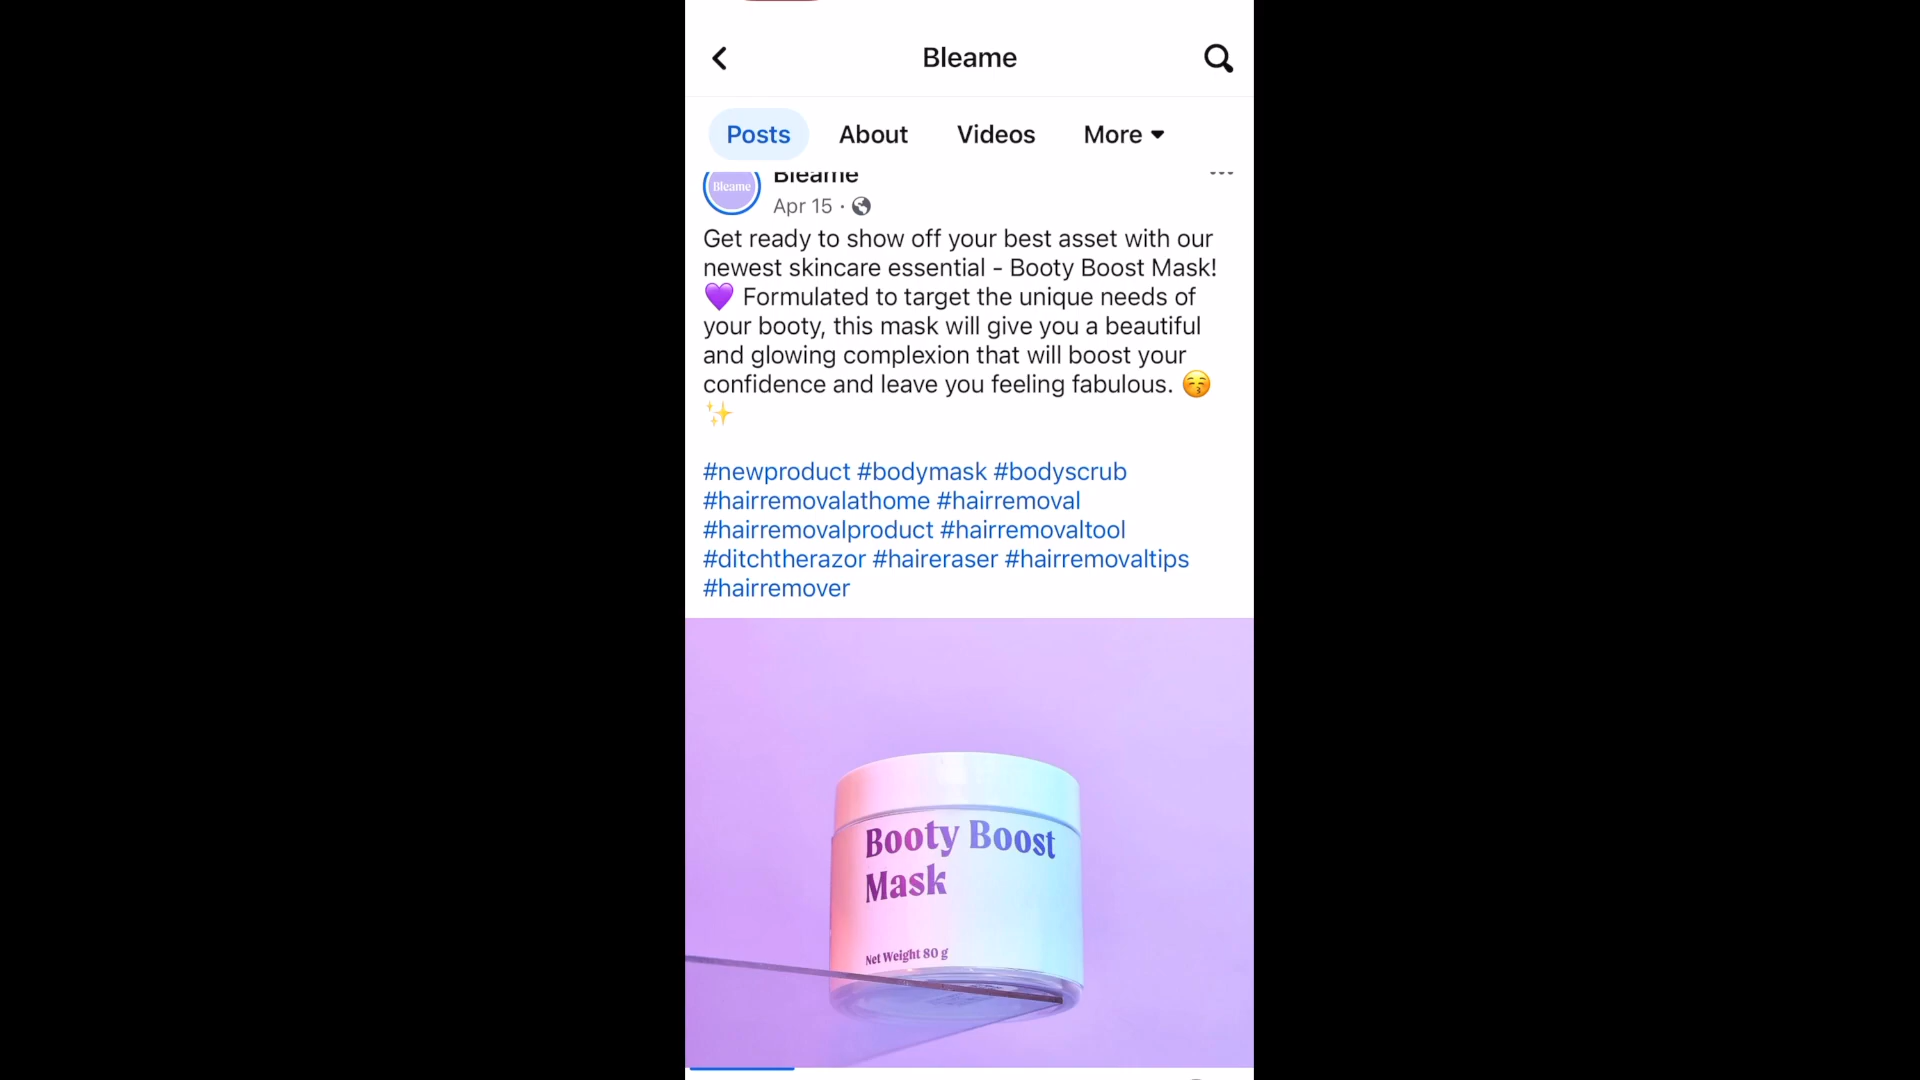 Bleame
Posts About Videos More
Bleame
Bleame
Apr 15 ·
Get ready to show off your best asset with our
newest skincare essential - Booty Boost Mask!
💜 Formulated to target the unique needs of
your booty, this mask will give you a beautiful
and glowing complexion that will boost your
confidence and leave you feeling fabulous. 😚
✨
#newproduct #bodymask #bodyscrub
#hairremovalathome #hairremoval
#hairremovalproduct #hairremovaltool
#ditchtherazor #haireraser #hairremovaltips
#hairremover
Booty Boost
Mask
Net Weight 80 g